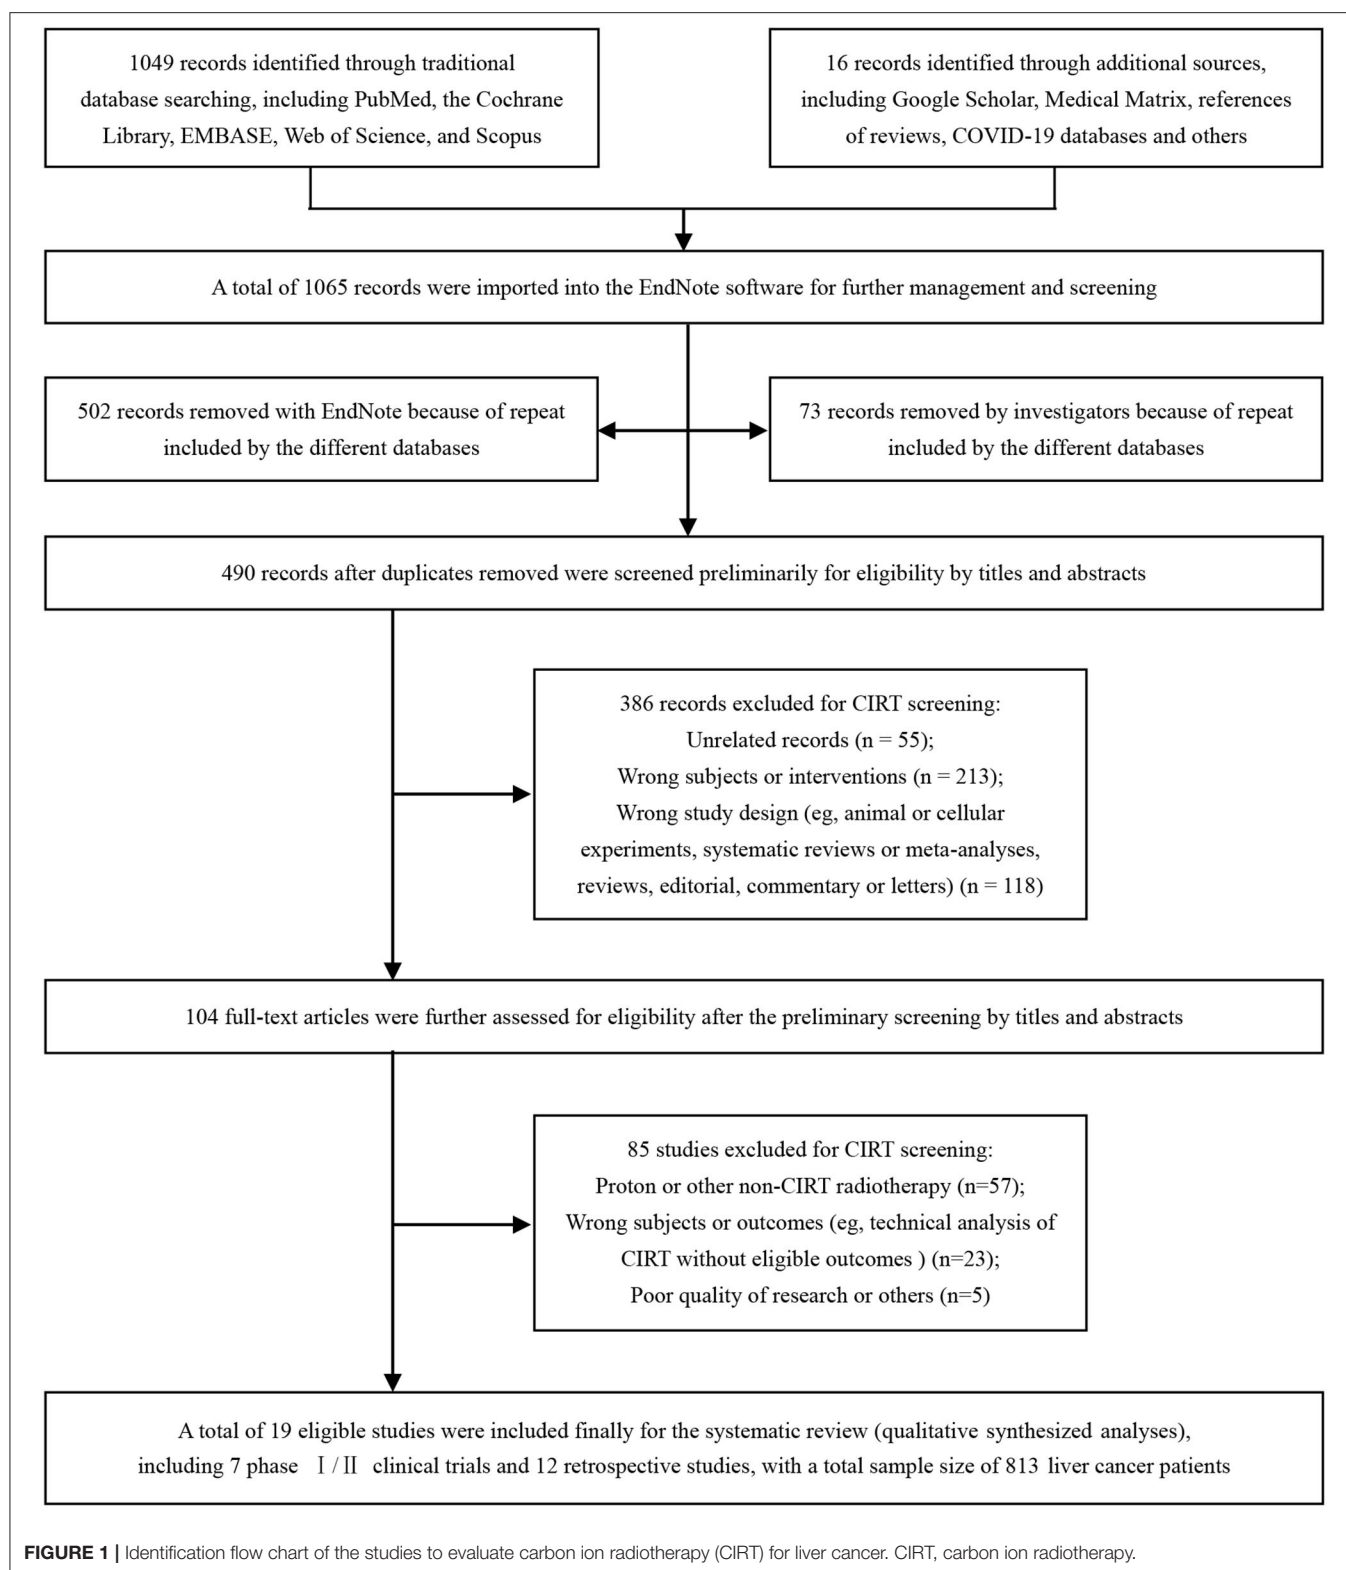 1049 records identified through traditional
database searching, including PubMed, the Cochrane
Library, EMBASE, Web of Science, and Scopus
16 records identified through additional sources,
including Google Scholar, Medical Matrix, references
of reviews, COVID-19 databases and others
A total of 1065 records were imported into the EndNote software for further management and screening
502 records removed with EndNote because of repeat
included by the different databases
73 records removed by investigators because of repeat
included by the different databases
490 records after duplicates removed were screened preliminarily for eligibility by titles and abstracts
386 records excluded for CIRT screening:
Unrelated records (n = 55);
Wrong subjects or interventions (n = 213);
Wrong study design (eg, animal or cellular
experiments, systematic reviews or meta-analyses,
reviews, editorial, commentary or letters) (n = 118)
104 full-text articles were further assessed for eligibility after the preliminary screening by titles and abstracts
85 studies excluded for CIRT screening:
Proton or other non-CIRT radiotherapy (n=57);
Wrong subjects or outcomes (eg, technical analysis of
CIRT without eligible outcomes ) (n=23);
Poor quality of research or others (n=5)
A total of 19 eligible studies were included finally for the systematic review (qualitative synthesized analyses),
including 7 phase Ⅰ/Ⅱ clinical trials and 12 retrospective studies, with a total sample size of 813 liver cancer patients
FIGURE 1 | Identification flow chart of the studies to evaluate carbon ion radiotherapy (CIRT) for liver cancer. CIRT, carbon ion radiotherapy.